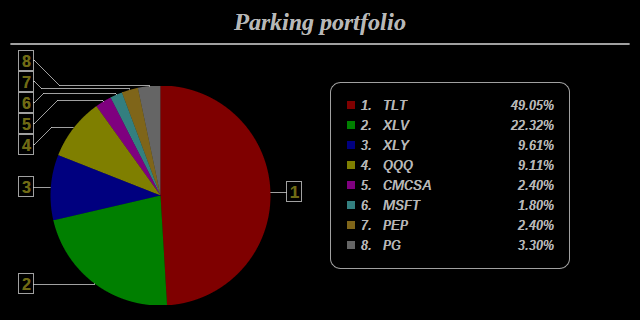 Parking portfolio
8
7
6
5
4
3
2
1
1. TLT 49.05%
2. XLV 22.32%
3. XLY 9.61%
4. QQQ 9.11%
5. CMCSA 2.40%
6. MSFT 1.80%
7. PEP 2.40%
8. PG 3.30%